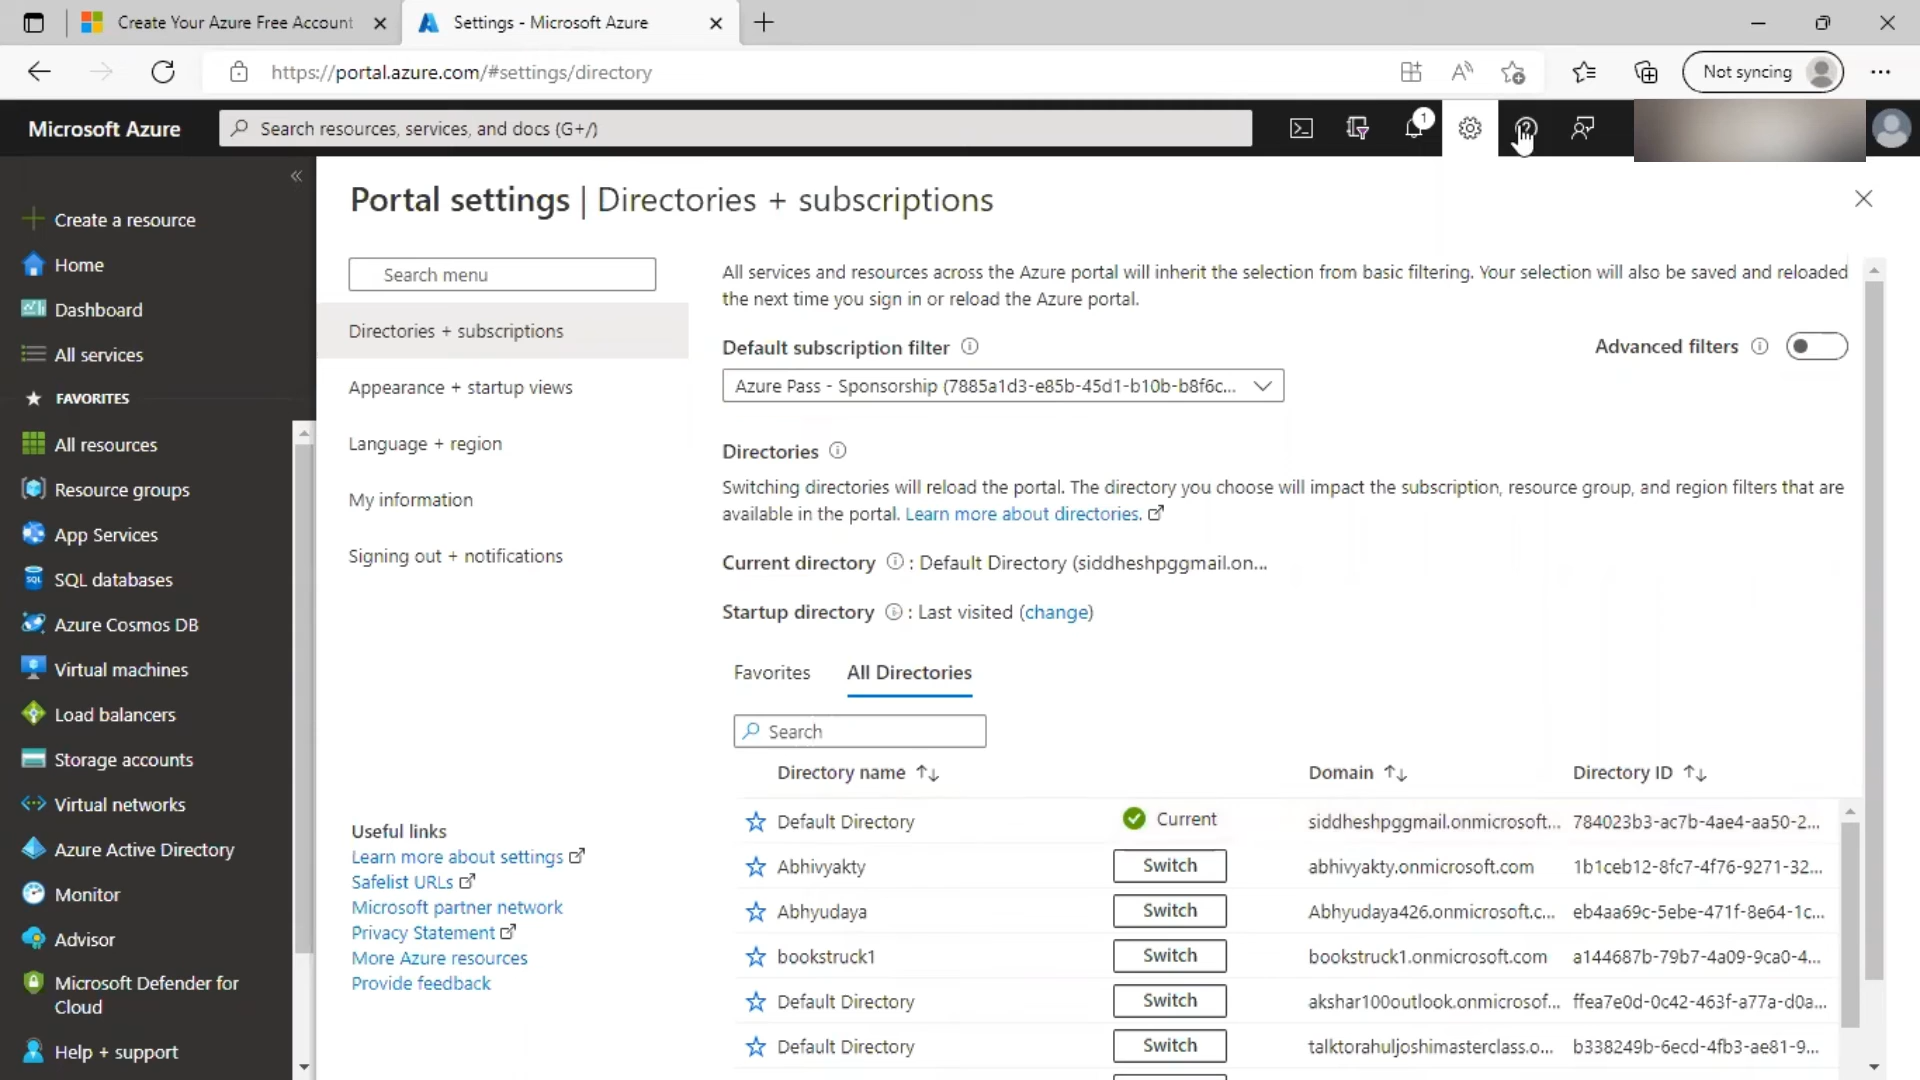 Create Your Azure Free Account
Settings - Microsoft Azure
https://portal.azure.com/#settings/directory
Not syncing
Microsoft Azure
Search resources, services, and docs (G+/)
1
Portal settings | Directories + subscriptions
Create a resource
Home
Dashboard
All services
FAVORITES
All resources
Resource groups
App Services
SQL databases
Azure Cosmos DB
Virtual machines
Load balancers
Storage accounts
Virtual networks
Azure Active Directory
Monitor
Advisor
Microsoft Defender for
Cloud
Help + support
Search menu
Directories + subscriptions
Appearance + startup views
Language + region
My information
Signing out + notifications
Useful links
Learn more about settings
Safelist URLs
Microsoft partner network
Privacy Statement
More Azure resources
Provide feedback
All services and resources across the Azure portal will inherit the selection from basic filtering. Your selection will also be saved and reloaded
the next time you sign in or reload the Azure portal.
Default subscription filter
Advanced filters
Azure Pass - Sponsorship (7885a1d3-e85b-45d1-b10b-b8f6c...
Directories
Switching directories will reload the portal. The directory you choose will impact the subscription, resource group, and region filters that are
available in the portal. Learn more about directories.
Current directory : Default Directory (siddheshpggmail.on...
Startup directory : Last visited (change)
Favorites All Directories
Search
Directory name Domain Directory ID
Default Directory Current siddheshpggmail.onmicrosoft... 784023b3-ac7b-4ae4-aa50-2...
Abhivyakty Switch abhivyakty.onmicrosoft.com 1b1ceb12-8fc7-4f76-9271-32...
Abhyudaya Switch Abhyudaya426.onmicrosoft.c... eb4aa69c-5ebe-471f-8e64-1c...
bookstruck1 Switch bookstruck1.onmicrosoft.com a144687b-79b7-4a09-9ca0-4...
Default Directory Switch akshar100outlook.onmicrosof... ffea7e0d-0c42-463f-a77a-d0a...
Default Directory Switch talktorahuljoshimasterclass.o... b338249b-6ecd-4fb3-ae81-9...